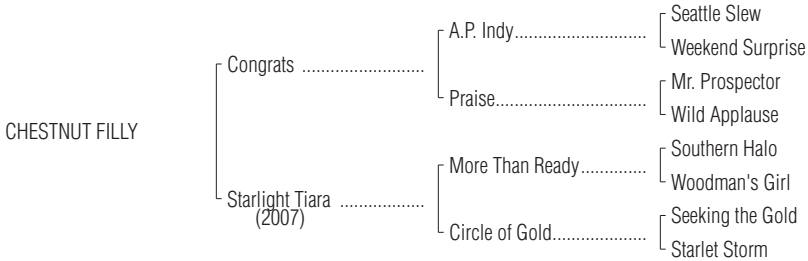 Seattle Slew
A.P. Indy..............................
Weekend Surprise
Congrats ...........................
Mr. Prospector
Praise..................................
Wild Applause
CHESTNUT FILLY
Southern Halo
More Than Ready...............
Woodman's Girl
Starlight Tiara ...................
(2007)
Seeking the Gold
Circle of Gold.....................
Starlet Storm